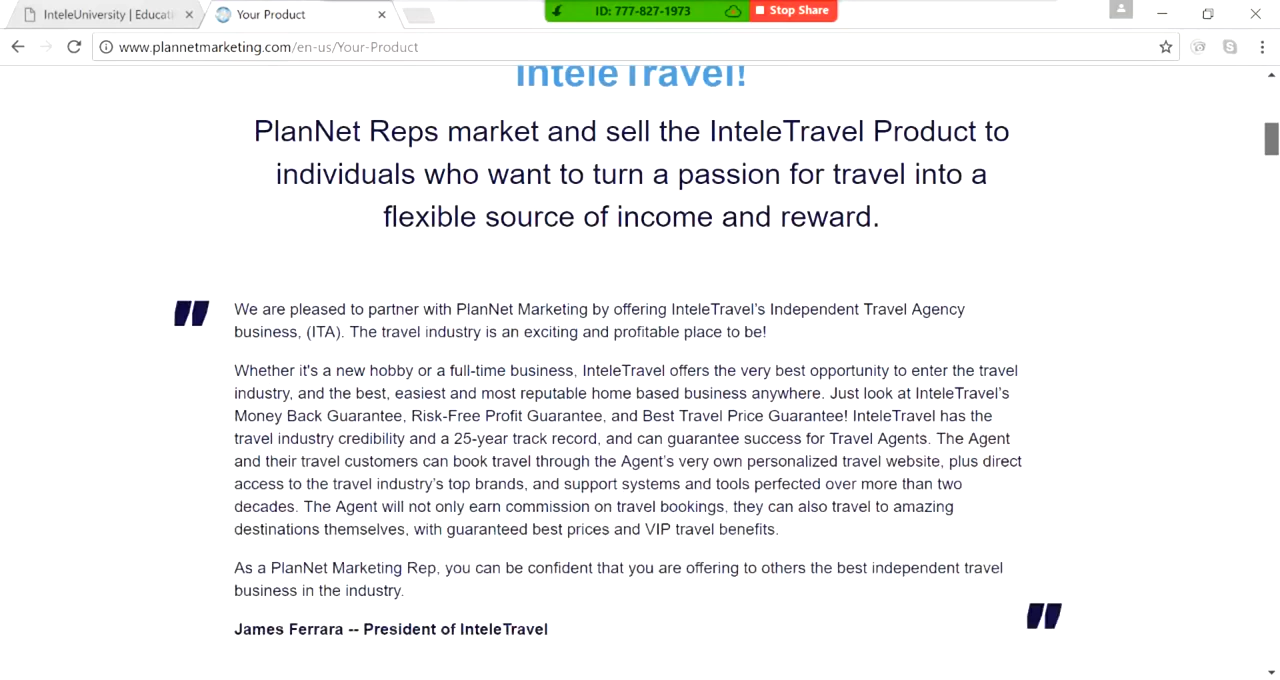 InteleUniversity | Educati
Your Product
ID: 777-827-1973
Stop Share
www.plannetmarketing.com/en-us/Your-Product
InteleTravel!
PlanNet Reps market and sell the InteleTravel Product to
individuals who want to turn a passion for travel into a
flexible source of income and reward.
"
We are pleased to partner with PlanNet Marketing by offering InteleTravel's Independent Travel Agency
business, (ITA). The travel industry is an exciting and profitable place to be!
Whether it's a new hobby or a full-time business, InteleTravel offers the very best opportunity to enter the travel
industry, and the best, easiest and most reputable home based business anywhere. Just look at InteleTravel's
Money Back Guarantee, Risk-Free Profit Guarantee, and Best Travel Price Guarantee! InteleTravel has the
travel industry credibility and a 25-year track record, and can guarantee success for Travel Agents. The Agent
and their travel customers can book travel through the Agent's very own personalized travel website, plus direct
access to the travel industry's top brands, and support systems and tools perfected over more than two
decades. The Agent will not only earn commission on travel bookings, they can also travel to amazing
destinations themselves, with guaranteed best prices and VIP travel benefits.
As a PlanNet Marketing Rep, you can be confident that you are offering to others the best independent travel
business in the industry.
"
James Ferrara -- President of InteleTravel